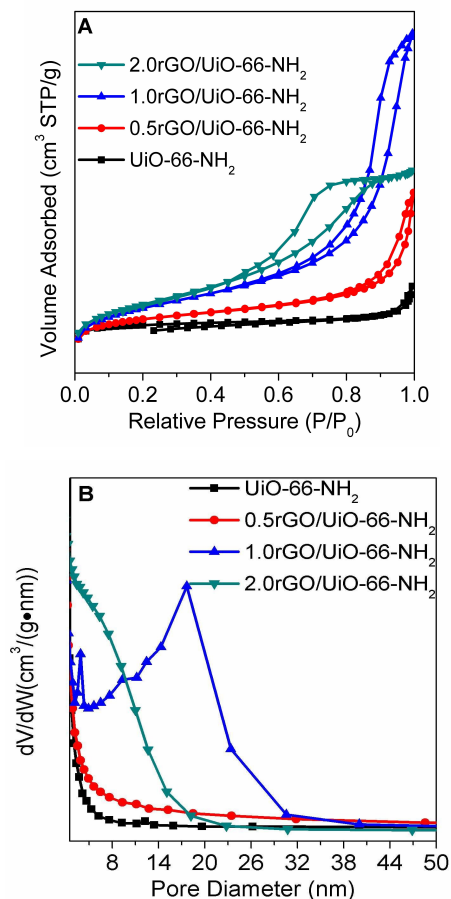 A
2.0rGO/UiO-66-NH₂
1.0rGO/UiO-66-NH₂
0.5rGO/UiO-66-NH₂
UiO-66-NH₂
Volume Adsorbed (cm³ STP/g)
0.0 0.2 0.4 0.6 0.8 1.0
Relative Pressure (P/P₀)
B
UiO-66-NH₂
0.5rGO/UiO-66-NH₂
1.0rGO/UiO-66-NH₂
2.0rGO/UiO-66-NH₂
dV/dW(cm³/(g•nm))
8 14 20 26 32 38 44 50
Pore Diameter (nm)